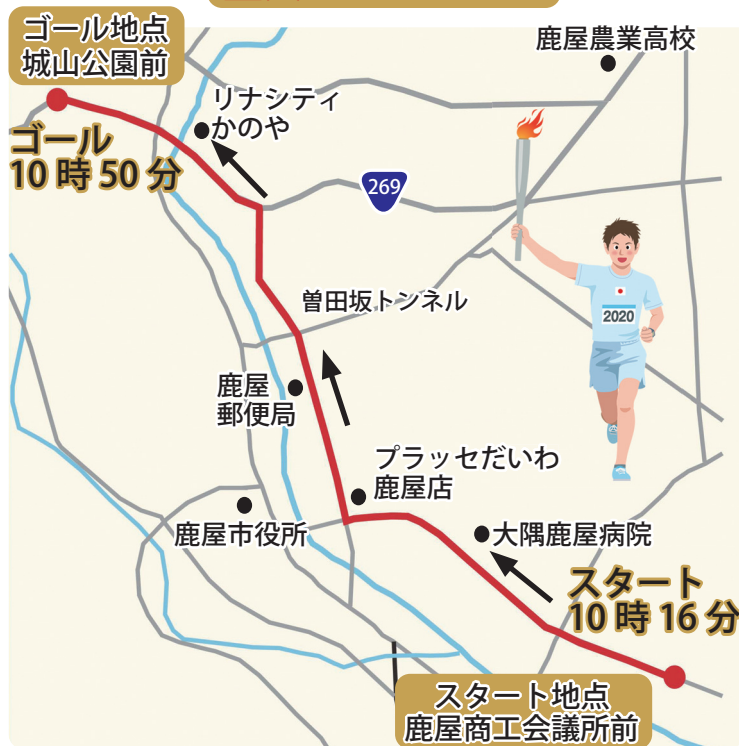 ゴール地点
城山公園前
鹿屋農業高校
リナシティ
かのや
ゴール
10時50分
269
2020
曽田坂トンネル
鹿屋
郵便局
プラッセだいわ
鹿屋店
鹿屋市役所
大隅鹿屋病院
スタート
10時16分
スタート地点
鹿屋商工会議所前